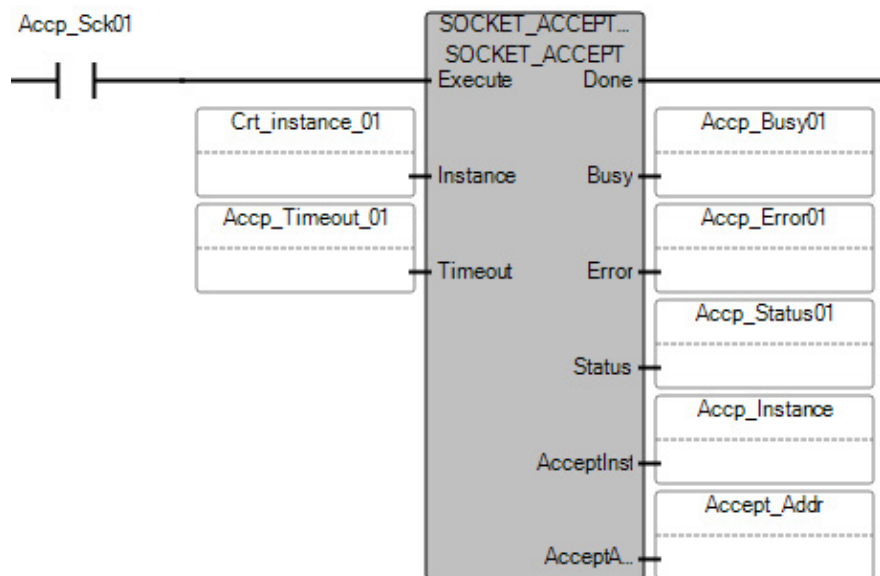 Accp_Sck01
SOCKET_ACCEPT...
SOCKET_ACCEPT
Execute Done
Crt_instance_01
Accp_Busy01
Instance Busy
Accp_Timeout_01
Accp_Error01
Timeout Error
Accp_Status01
Status
Accp_Instance
AcceptInst
Accept_Addr
AcceptA...